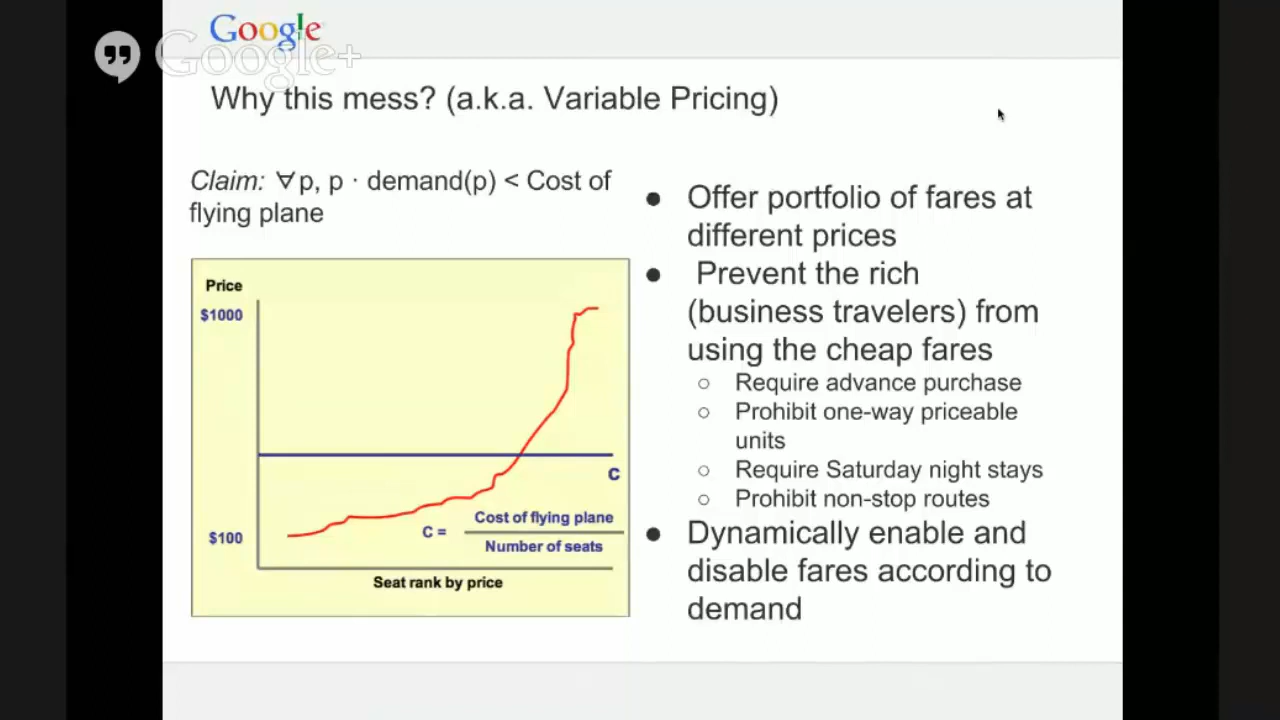 Google
Google+
Why this mess? (a.k.a. Variable Pricing)
Claim: ∀p, p · demand(p) < Cost of
flying plane
Price
$1000
C
C =
Cost of flying plane
Number of seats
$100
Seat rank by price
● Offer portfolio of fares at
different prices
● Prevent the rich
(business travelers) from
using the cheap fares
○ Require advance purchase
○ Prohibit one-way priceable
units
○ Require Saturday night stays
○ Prohibit non-stop routes
● Dynamically enable and
disable fares according to
demand